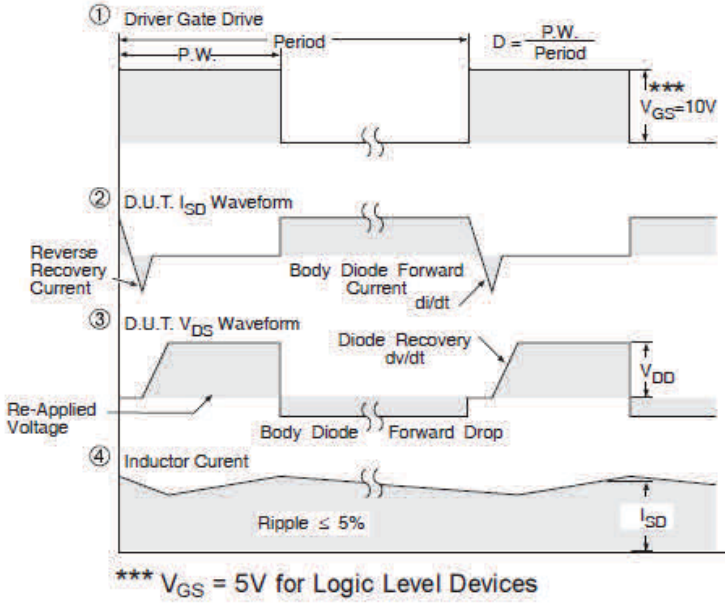 ① Driver Gate Drive
Period
P.W.
D = P.W. / Period
***
VGS=10V
② D.U.T. ISD Waveform
Reverse
Recovery
Current
Body Diode Forward
Current
di/dt
③ D.U.T. VDS Waveform
Diode Recovery
dv/dt
VDD
Re-Applied
Voltage
Body Diode Forward Drop
④ Inductor Curent
Ripple ≤ 5%
ISD
*** VGS = 5V for Logic Level Devices